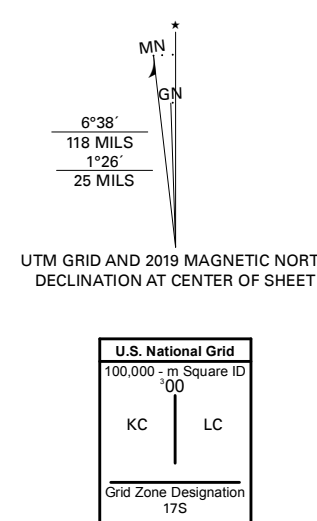 ★
MN
GN
6°38´
118 MILS
1°26´
25 MILS
UTM GRID AND 2019 MAGNETIC NORT
DECLINATION AT CENTER OF SHEET
U.S. National Grid
100,000 - m Square ID
³00
KC LC
Grid Zone Designation
17S